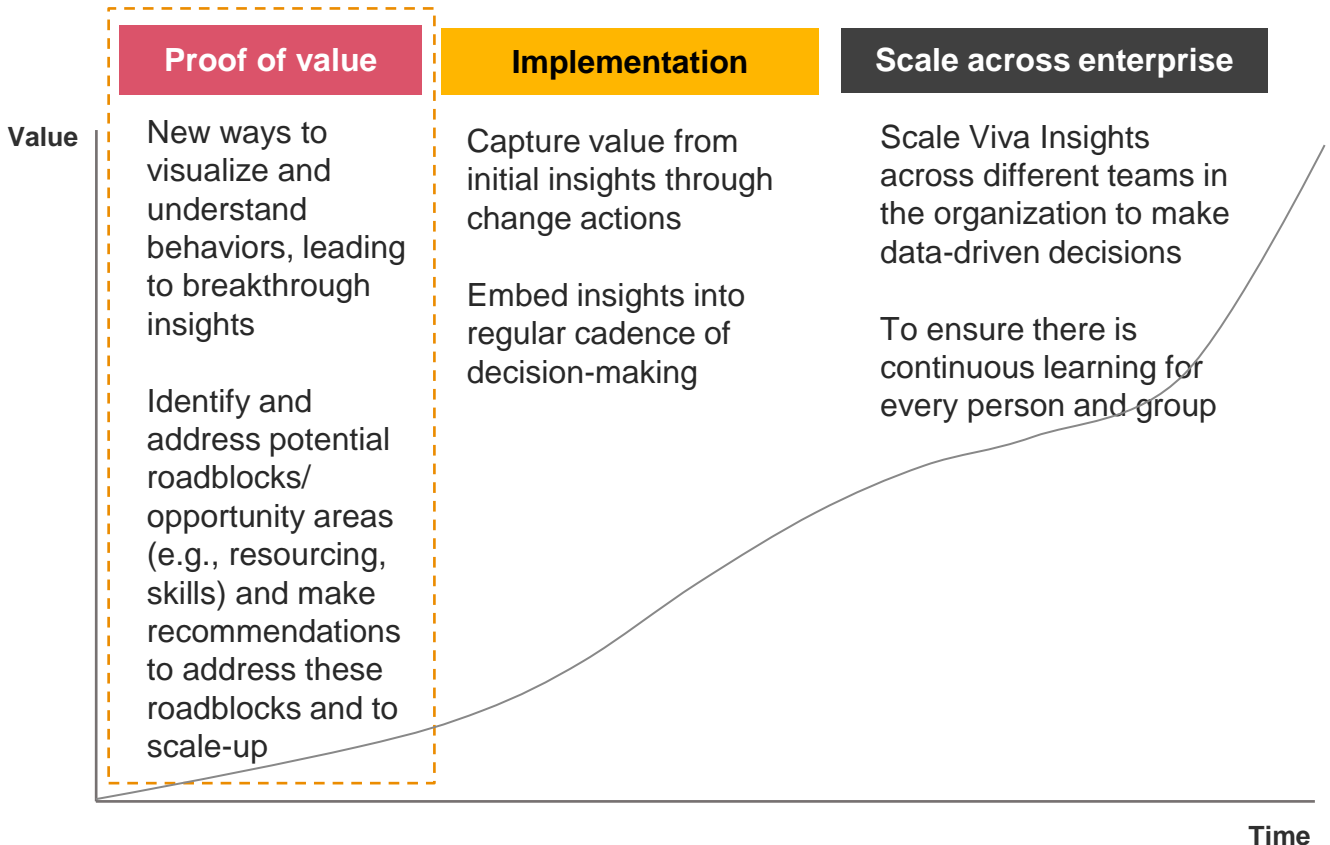 Proof of value
Implementation
Scale across enterprise
Value
New ways to
visualize and
understand
behaviors, leading
to breakthrough
insights
Identify and
address potential
roadblocks/
opportunity areas
(e.g., resourcing,
skills) and make
recommendations
to address these
roadblocks and to
scale-up
Capture value from
initial insights through
change actions
Embed insights into
regular cadence of
decision-making
Scale Viva Insights
across different teams in
the organization to make
data-driven decisions
To ensure there is
continuous learning for
every person and group
Time